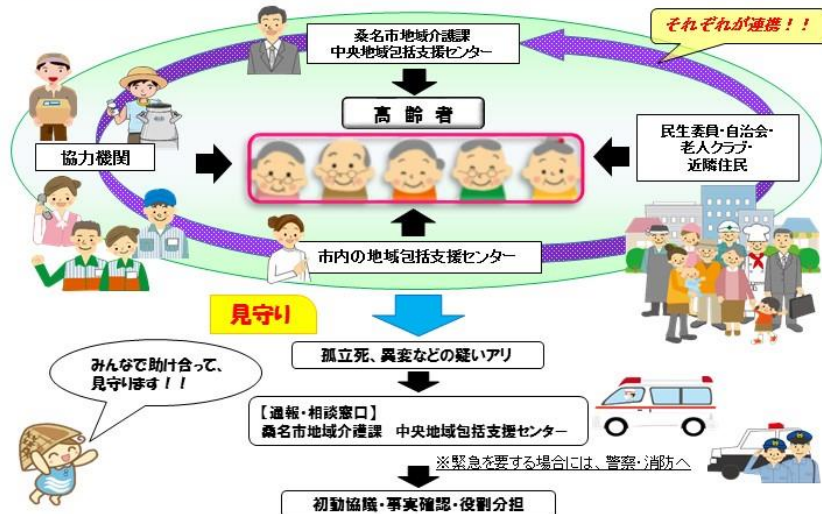 桑名市地域介護課
中央地域包括支援センター
それぞれが連携！！
高齢者
協力機関
民生委員・自治会・
老人クラブ・
近隣住民
市内の地域包括支援センター
見守り
孤立死、異変などの疑いアリ
みんなで助け合って、
見守ります！！
【通報・相談窓口】
桑名市地域介護課　中央地域包括支援センター
※緊急を要する場合には、警察・消防へ
初動協議・事実確認・役割分担